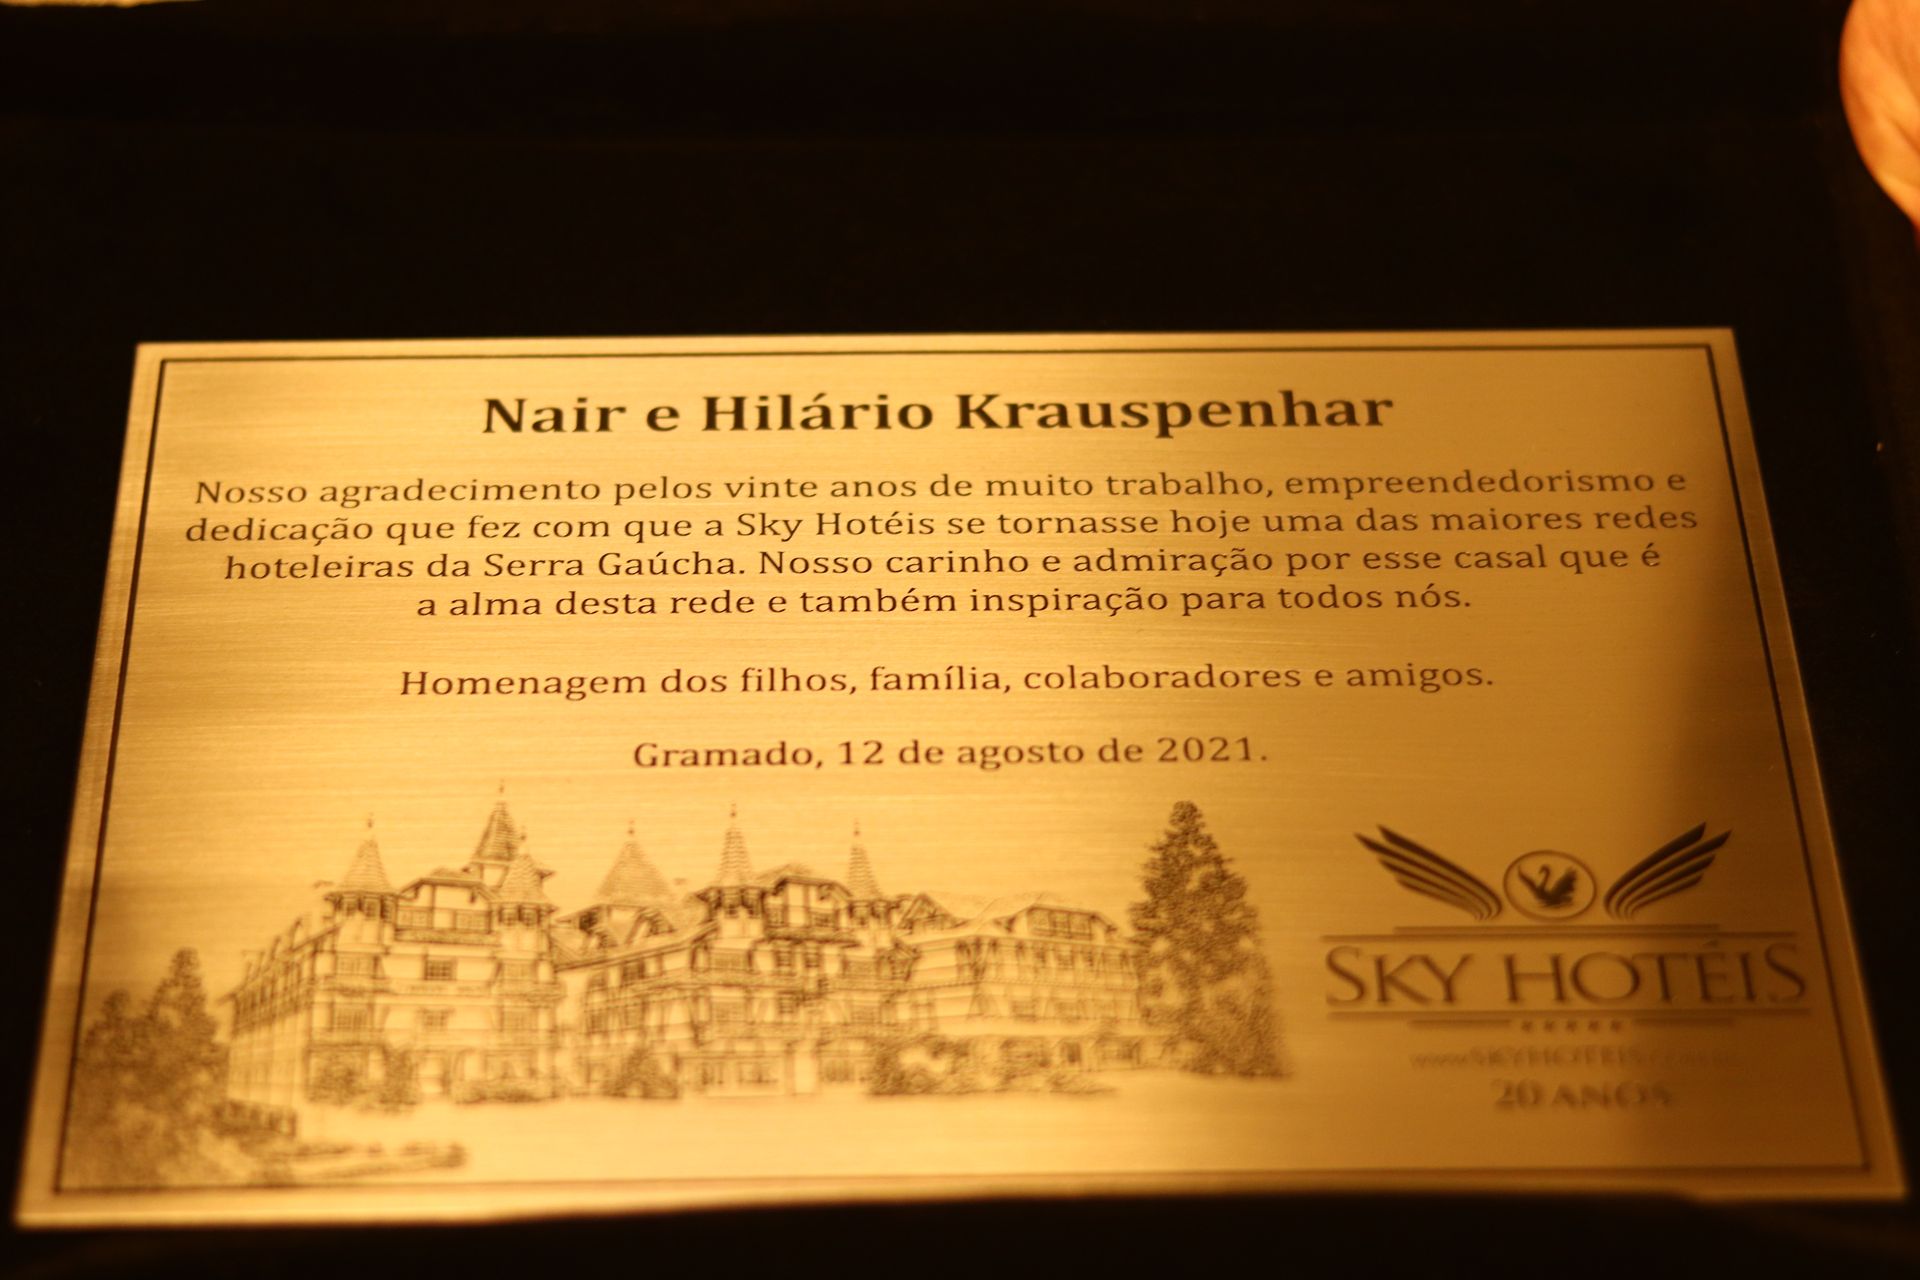 Nair e Hilário Krauspenhar
Nosso agradecimento pelos vinte anos de muito trabalho, empreendedorismo e
dedicação que fez com que a Sky Hotéis se tornasse hoje uma das maiores redes
hoteleiras da Serra Gaúcha. Nosso carinho e admiração por esse casal que é
a alma desta rede e também inspiração para todos nós.
Homenagem dos filhos, família, colaboradores e amigos.
Gramado, 12 de agosto de 2021.
SKY HOTÉIS
20 ANOS